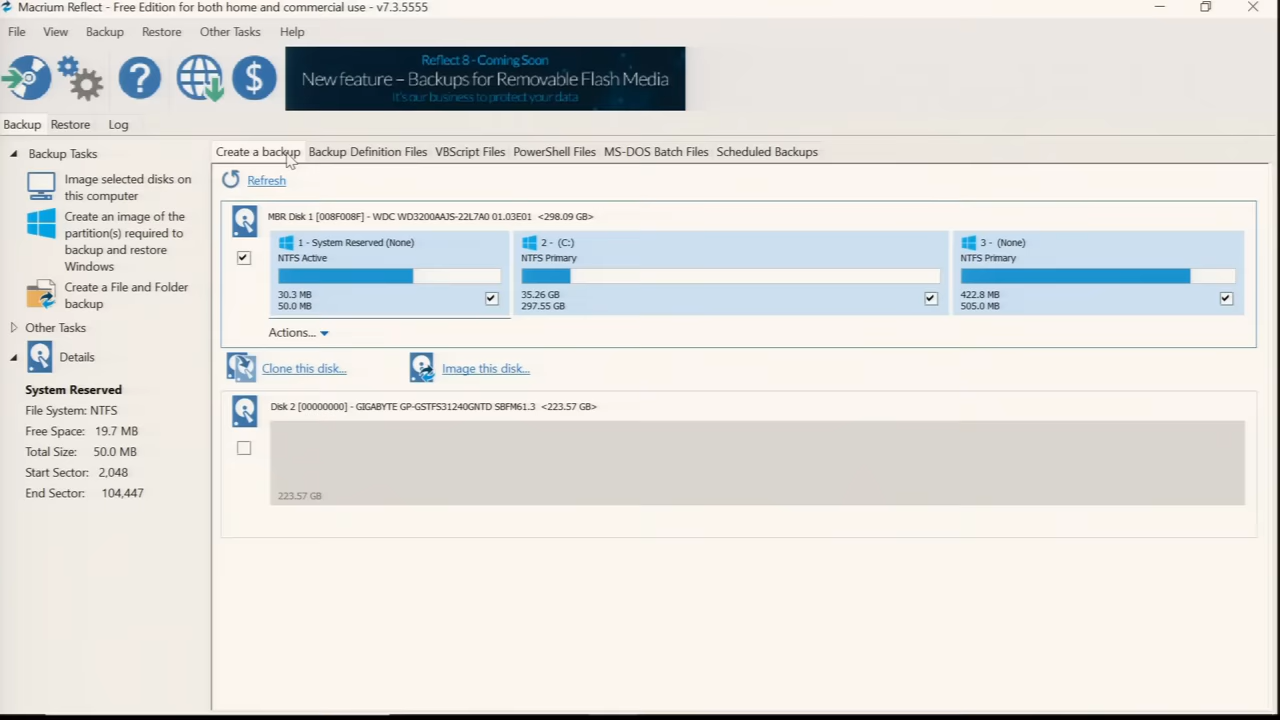 Macrium Reflect - Free Edition for both home and commercial use - v7.3.5555
File View Backup Restore Other Tasks Help
Reflect 8 - Coming Soon
New feature – Backups for Removable Flash Media
It's our business to protect your data
Backup Restore Log
Backup Tasks
Image selected disks on
this computer
Create an image of the
partition(s) required to
backup and restore
Windows
Create a File and Folder
backup
Other Tasks
Details
System Reserved
File System: NTFS
Free Space: 19.7 MB
Total Size: 50.0 MB
Start Sector: 2,048
End Sector: 104,447
Create a backup Backup Definition Files VBScript Files PowerShell Files MS-DOS Batch Files Scheduled Backups
Refresh
MBR Disk 1 [008F008F] - WDC WD3200AAJS-22L7A0 01.03E01 <298.09 GB>
1 - System Reserved (None)
NTFS Active
30.3 MB
50.0 MB
2 - (C:)
NTFS Primary
35.26 GB
297.55 GB
3 - (None)
NTFS Primary
422.8 MB
505.0 MB
Actions...
Clone this disk... Image this disk...
Disk 2 [00000000] - GIGABYTE GP-GSTFS31240GNTD SBFM61.3 <223.57 GB>
223.57 GB